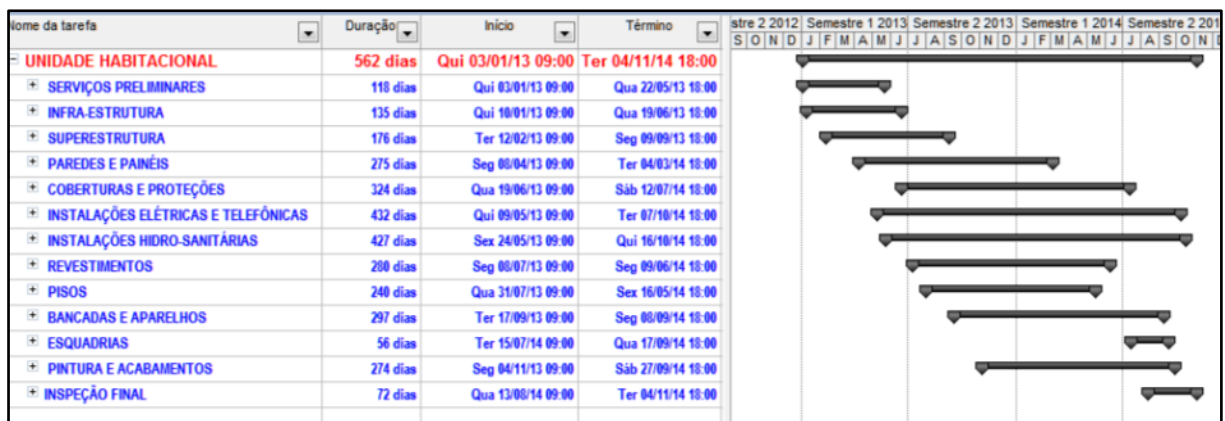 Nome da tarefa Duração Início Término stre 2 2012 Semestre 1 2013 Semestre 2 2013 Semestre 1 2014 Semestre 2 201
S O N D J F M A M J J A S O N D J F M A M J J A S O N D
UNIDADE HABITACIONAL 562 dias Qui 03/01/13 09:00 Ter 04/11/14 18:00
SERVIÇOS PRELIMINARES 118 dias Qui 03/01/13 09:00 Qua 22/05/13 18:00
INFRA-ESTRUTURA 135 dias Qui 10/01/13 09:00 Qua 19/06/13 18:00
SUPERESTRUTURA 176 dias Ter 12/02/13 09:00 Seg 09/09/13 18:00
PAREDES E PAINÉIS 275 dias Seg 08/04/13 09:00 Ter 04/03/14 18:00
COBERTURAS E PROTEÇÕES 324 dias Qua 19/06/13 09:00 Sáb 12/07/14 18:00
INSTALAÇÕES ELÉTRICAS E TELEFÔNICAS 432 dias Qui 09/05/13 09:00 Ter 07/10/14 18:00
INSTALAÇÕES HIDRO-SANITÁRIAS 427 dias Sex 24/05/13 09:00 Qui 16/10/14 18:00
REVESTIMENTOS 280 dias Seg 08/07/13 09:00 Seg 09/06/14 18:00
PISOS 240 dias Qua 31/07/13 09:00 Sex 16/05/14 18:00
BANCADAS E APARELHOS 297 dias Ter 17/09/13 09:00 Seg 08/09/14 18:00
ESQUADRIAS 56 dias Ter 15/07/14 09:00 Qua 17/09/14 18:00
PINTURA E ACABAMENTOS 274 dias Seg 04/11/13 09:00 Sáb 27/09/14 18:00
INSPEÇÃO FINAL 72 dias Qua 13/08/14 09:00 Ter 04/11/14 18:00